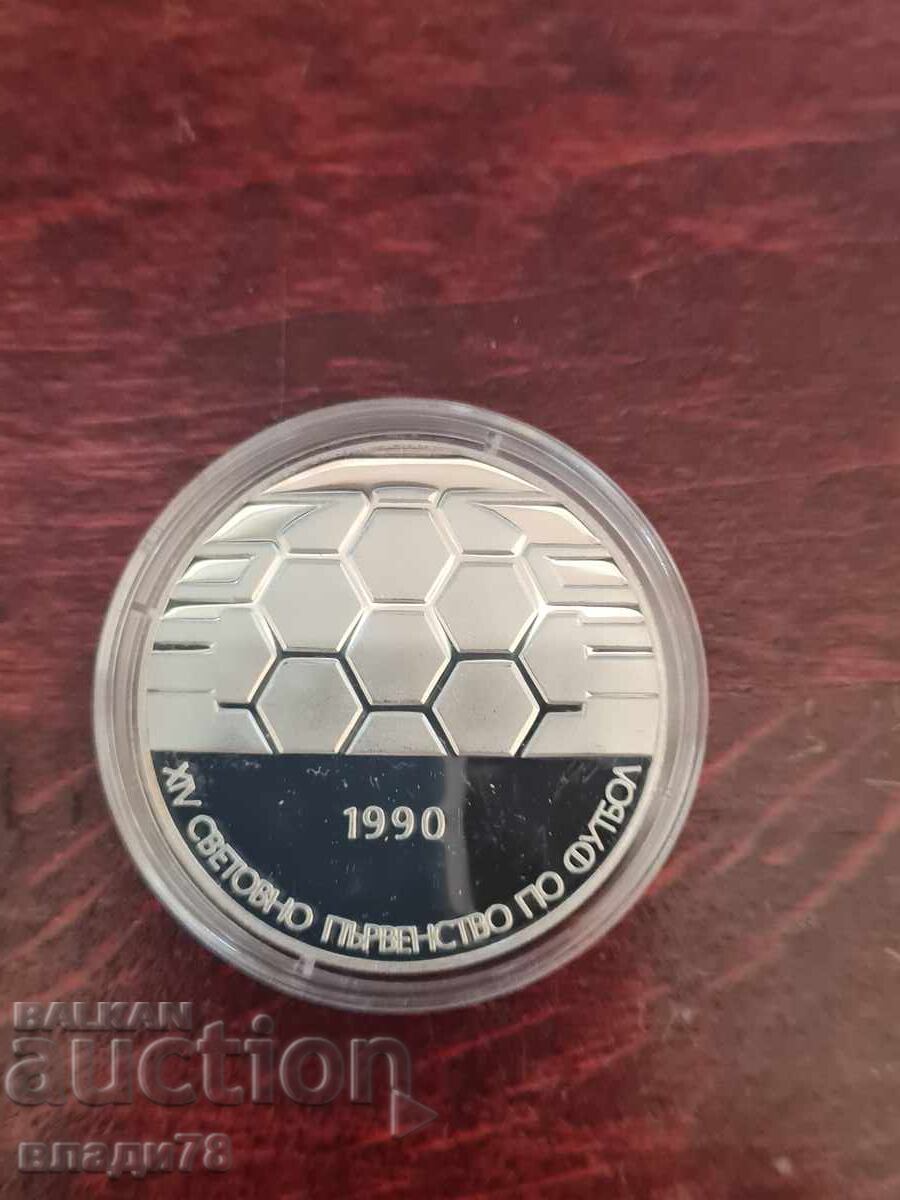 1990
XIV СВЕТОВНО ПЪРВЕНСТВО ПО ФУТБОЛ
BALKAN
auction
влади78